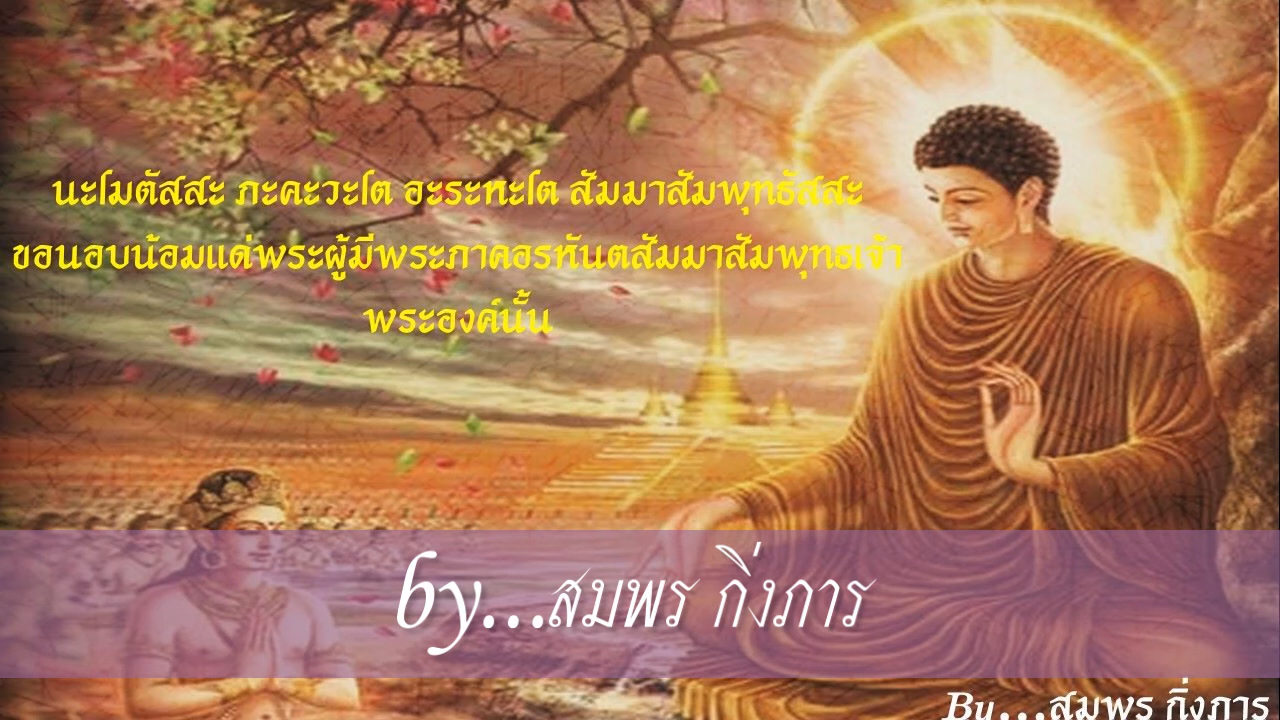 นะโมตัสสะ ภะคะวะโต อะระหะโต สัมมาสัมพุทธัสสะ
ขอนอบน้อมแด่พระผู้มีพระภาคอรหันตสัมมาสัมพุทธเจ้า
พระองค์นั้น
by...สมพร กิ่งภาร
By...สมพร กิ่งภาร